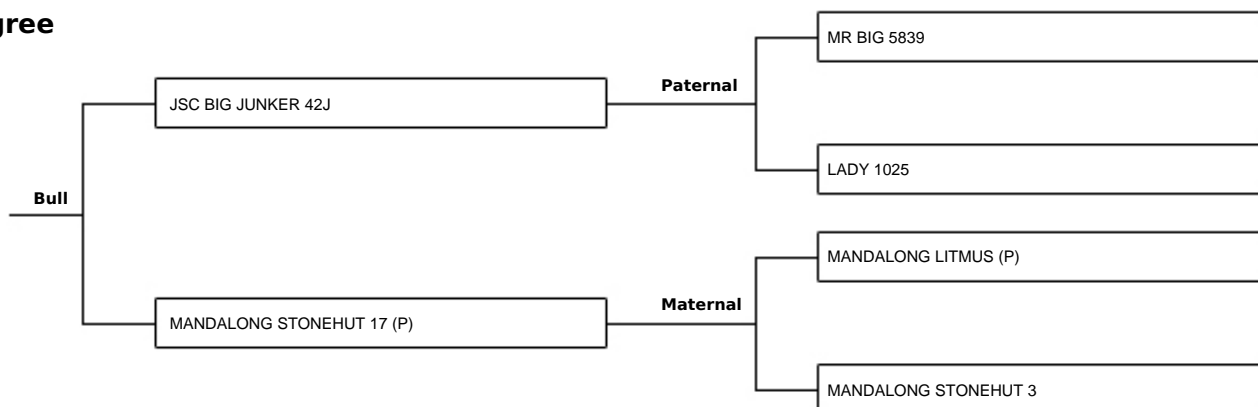 gree
MR BIG 5839
Paternal
JSC BIG JUNKER 42J
LADY 1025
Bull
MANDALONG LITMUS (P)
Maternal
MANDALONG STONEHUT 17 (P)
MANDALONG STONEHUT 3